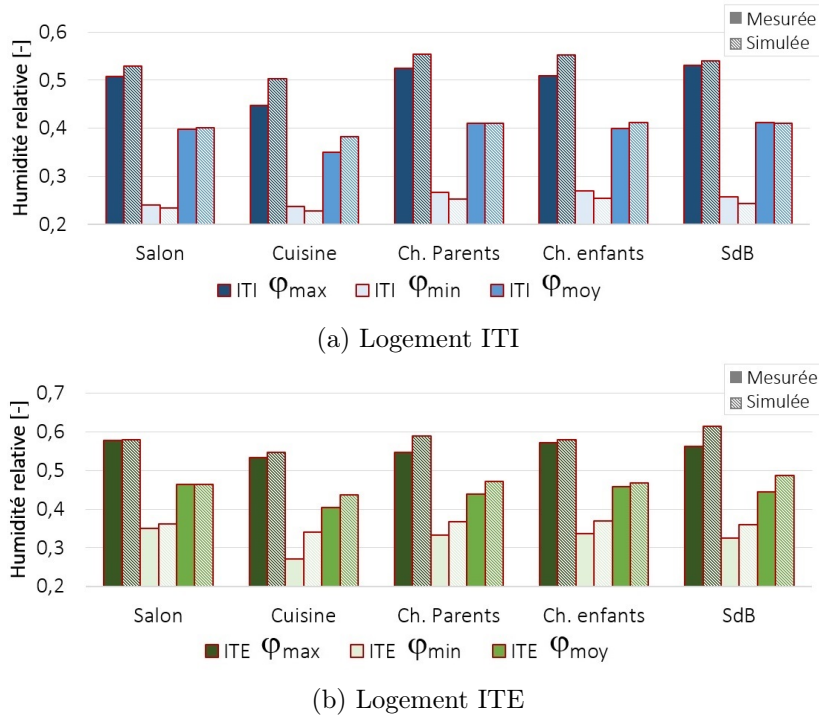 Mesurée
Simulée
Humidité relative [-]
0,6
0,5
0,4
0,3
0,2
Salon Cuisine Ch. Parents Ch. enfants SdB
ITI φmax ITI φmin ITI φmoy
(a) Logement ITI
Mesurée
Simulée
Humidité relative [-]
0,7
0,6
0,5
0,4
0,3
0,2
Salon Cuisine Ch. Parents Ch. enfants SdB
ITE φmax ITE φmin ITE φmoy
(b) Logement ITE